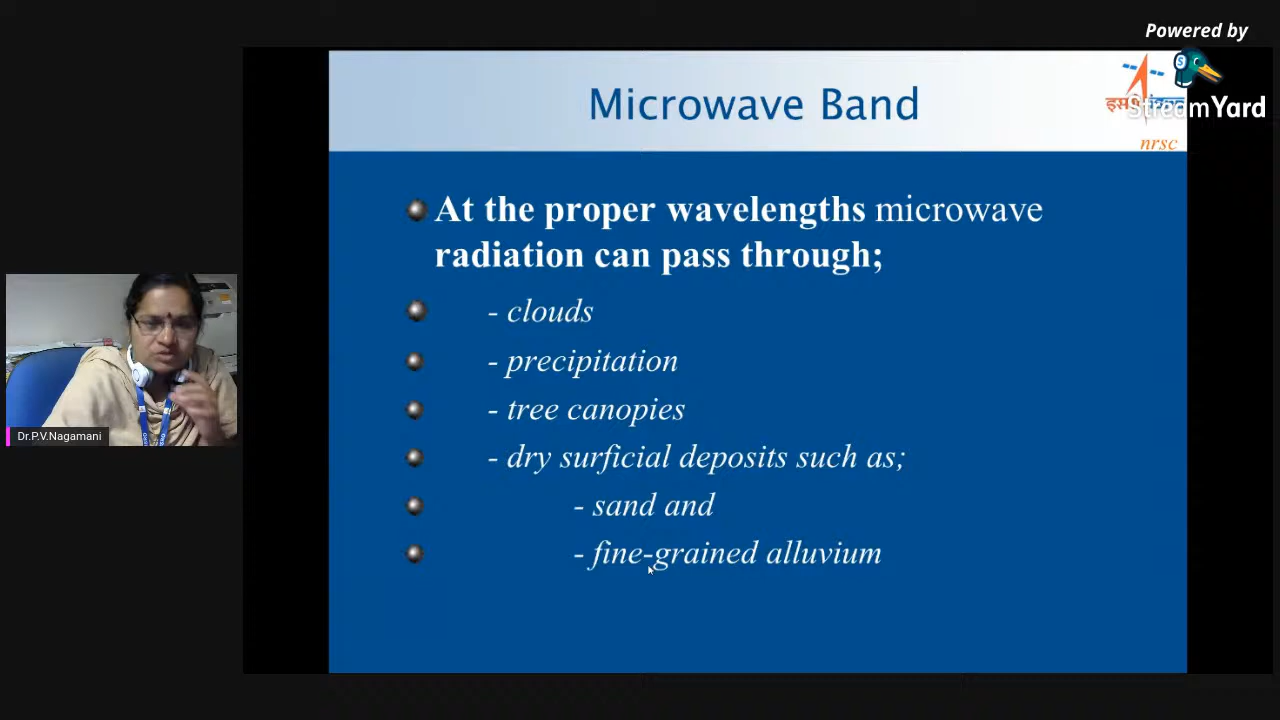 Powered by
StreamYard
Microwave Band
nrsc
At the proper wavelengths microwave
radiation can pass through;
- clouds
- precipitation
- tree canopies
- dry surficial deposits such as;
- sand and
- fine-grained alluvium
Dr.P.V.Nagamani